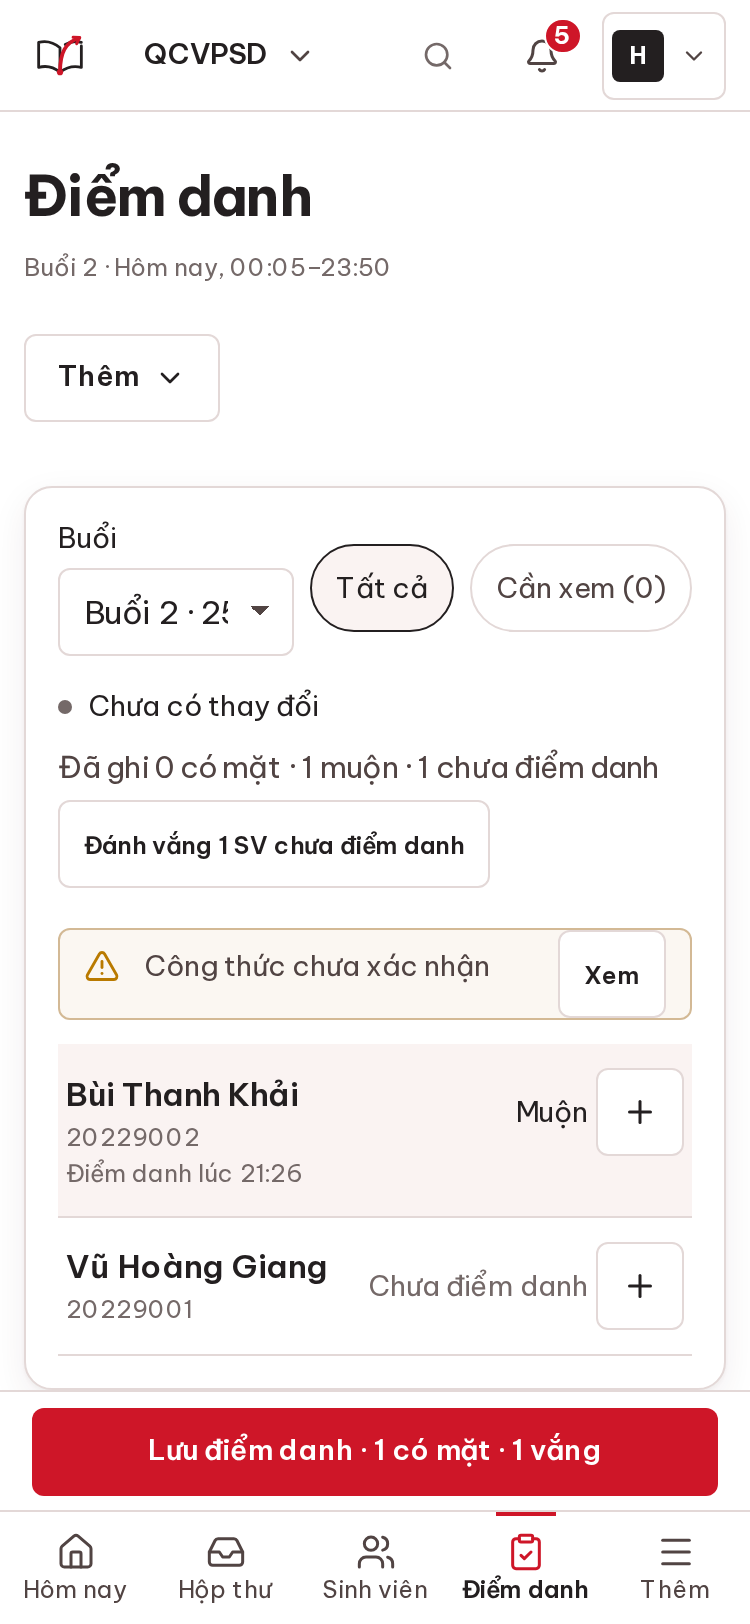 QCVPSD
5
H
Điểm danh
Buổi 2 · Hôm nay, 00:05–23:50
Thêm
Buổi
Buổi 2 · 25
Tất cả
Cần xem (0)
Chưa có thay đổi
Đã ghi 0 có mặt · 1 muộn · 1 chưa điểm danh
Đánh vắng 1 SV chưa điểm danh
Công thức chưa xác nhận
Xem
Bùi Thanh Khải
20229002
Điểm danh lúc 21:26
Muộn
Vũ Hoàng Giang
20229001
Chưa điểm danh
Lưu điểm danh · 1 có mặt · 1 vắng
Hôm nay
Hộp thư
Sinh viên
Điểm danh
Thêm